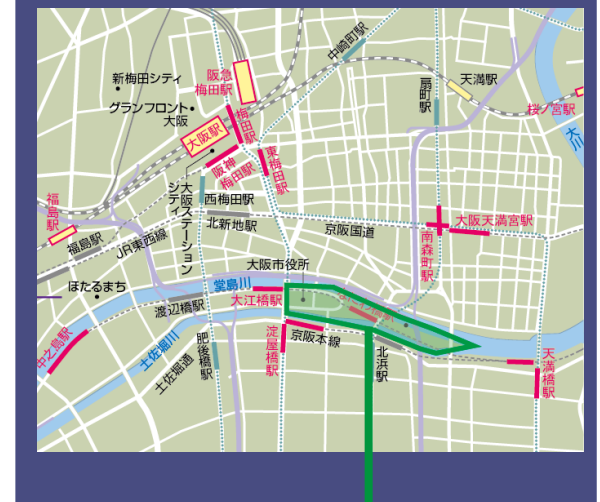 中崎町駅
新梅田シティ
阪急
梅田駅
天満駅
扇町駅
桜ノ宮駅
グランフロント
大阪
梅田駅
大阪駅
大川
東梅田駅
阪神
梅田駅
福島駅
大阪ステーション
シティ
西梅田駅
北新地駅
京阪国道
大阪天満宮駅
南森町駅
福島駅
JR東西線
大阪市役所
ほたるまち
堂島川
大江橋駅
渡辺橋駅
中之島駅
土佐堀川
土佐堀通
肥後橋駅
淀屋橋駅
京阪本線
北浜駅
天満橋駅